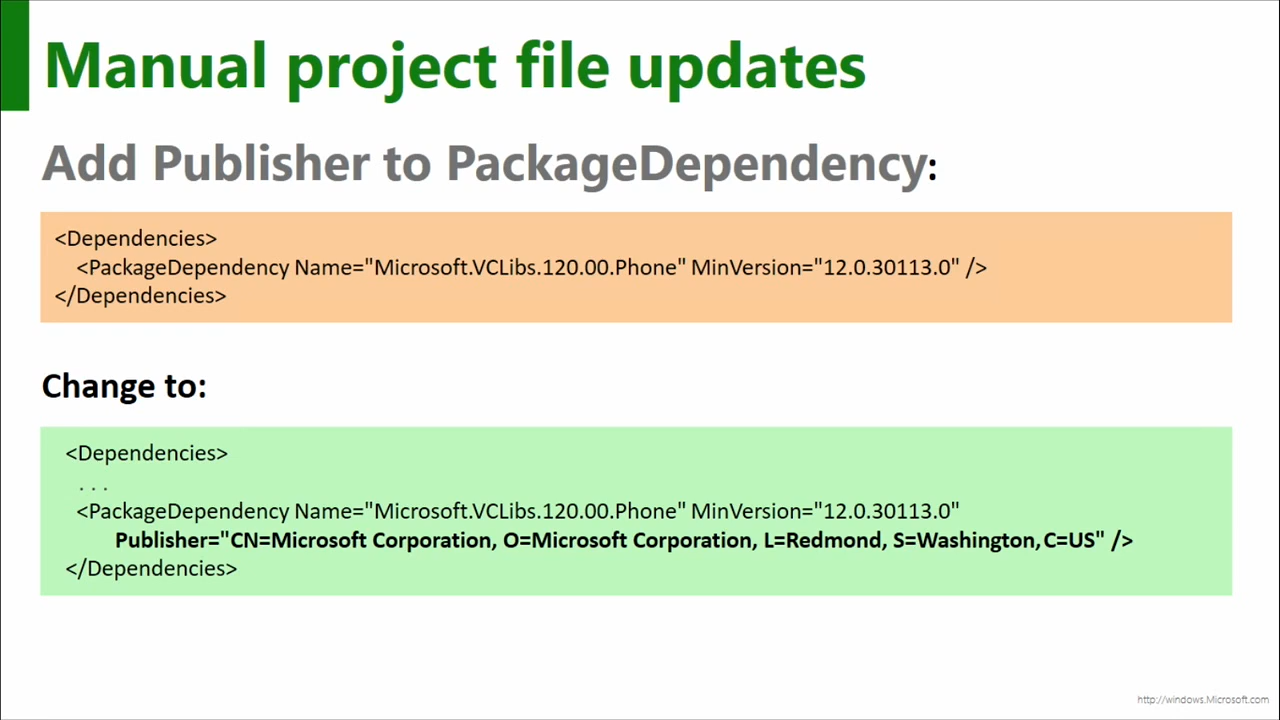 Manual project file updates
Add Publisher to PackageDependency:
<Dependencies>
<PackageDependency Name="Microsoft.VCLibs.120.00.Phone" MinVersion="12.0.30113.0" />
</Dependencies>
Change to:
<Dependencies>
. . .
<PackageDependency Name="Microsoft.VCLibs.120.00.Phone" MinVersion="12.0.30113.0"
Publisher="CN=Microsoft Corporation, O=Microsoft Corporation, L=Redmond, S=Washington,C=US" />
</Dependencies>
http://windows.Microsoft.com